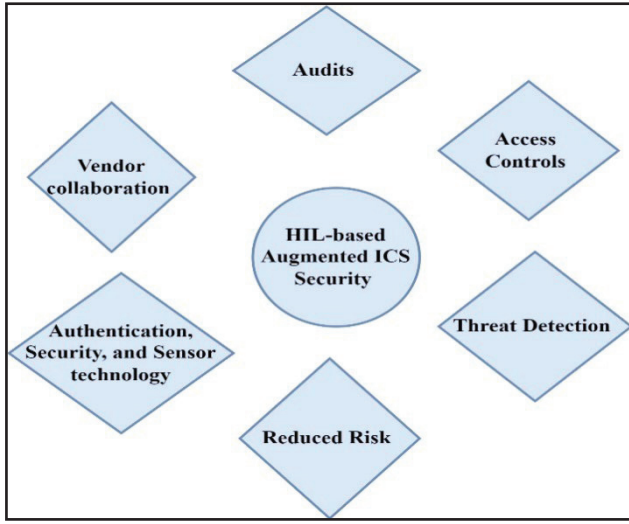 Audits
Access
Controls
Vendor
collaboration
HIL-based
Augmented ICS
Security
Threat Detection
Authentication,
Security, and Sensor
technology
Reduced Risk